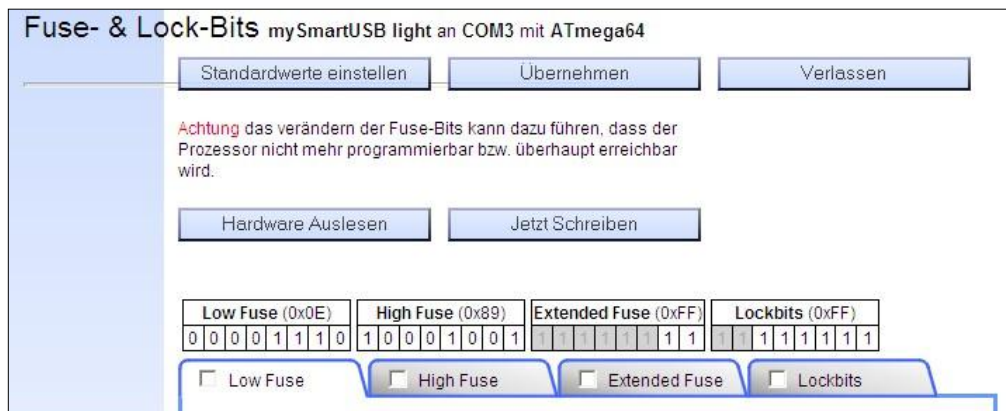 Fuse- & Lock-Bits mySmartUSB light an COM3 mit ATmega64
Standardwerte einstellen Übernehmen Verlassen
Achtung das verändern der Fuse-Bits kann dazu führen, dass der
Prozessor nicht mehr programmierbar bzw. überhaupt erreichbar
wird.
Hardware Auslesen Jetzt Schreiben
Low Fuse (0x0E) High Fuse (0x89) Extended Fuse (0xFF) Lockbits (0xFF)
0 0 0 0 1 1 1 0 1 0 0 0 1 0 0 1 1 1 1 1 1 1 1 1 1 1 1 1 1 1 1 1
Low Fuse High Fuse Extended Fuse Lockbits